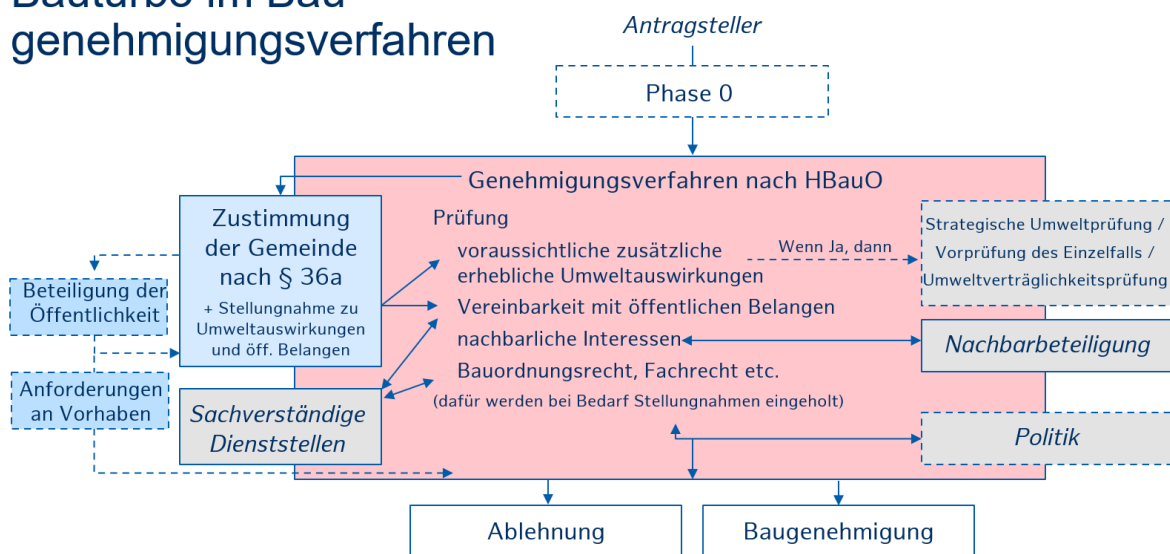 Bauturbo im Bau-
genehmigungsverfahren
Antragsteller
Phase 0
Genehmigungsverfahren nach HBauO
Zustimmung
der Gemeinde
nach § 36a
+ Stellungnahme zu
Umweltauswirkungen
und öff. Belangen
Prüfung
voraussichtliche zusätzliche
erhebliche Umweltauswirkungen
Wenn Ja, dann
Strategische Umweltprüfung /
Vorprüfung des Einzelfalls /
Umweltverträglichkeitsprüfung
Beteiligung der
Öffentlichkeit
Vereinbarkeit mit öffentlichen Belangen
nachbarliche Interessen
Nachbarbeteiligung
Anforderungen
an Vorhaben
Bauordnungsrecht, Fachrecht etc.
(dafür werden bei Bedarf Stellungnahmen eingeholt)
Sachverständige
Dienststellen
Politik
Ablehnung
Baugenehmigung